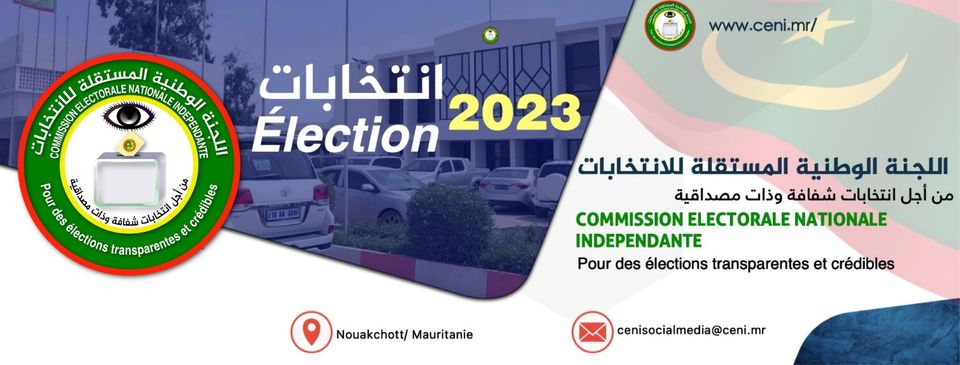 اللجنة الوطنية المستقلة للانتخابات
COMMISSION ELECTORALE NATIONALE INDEPENDANTE
من أجل انتخابات شفافة وذات مصداقية
Pour des élections transparentes et crédibles
انتخابات
Élection 2023
www.ceni.mr/
اللجنة الوطنية المستقلة للانتخابات
من أجل انتخابات شفافة وذات مصداقية
COMMISSION ELECTORALE NATIONALE
INDEPENDANTE
Pour des élections transparentes et crédibles
Nouakchott/ Mauritanie
cenisocialmedia@ceni.mr